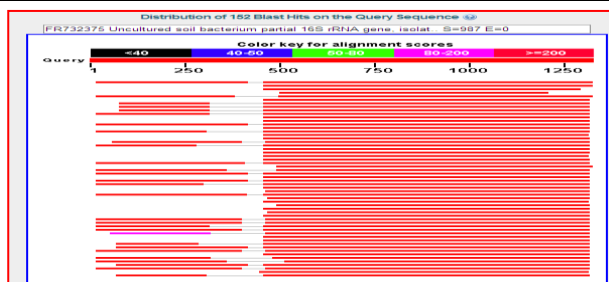 Distribution of 152 Blast Hits on the Query Sequence
FR732375 Uncultured soil bacterium partial 16S rRNA gene, isolat.. S=987 E=0
Color key for alignment scores
<40 40-50 50-80 80-200 >=200
Query
1 250 500 750 1000 1250